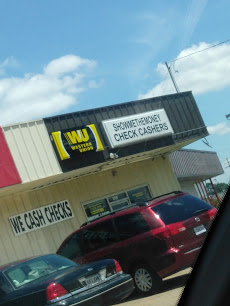 WU
WESTERN
UNION
SHOWMETHEMONEY
CHECK CASHERS
WE CASH CHECKS